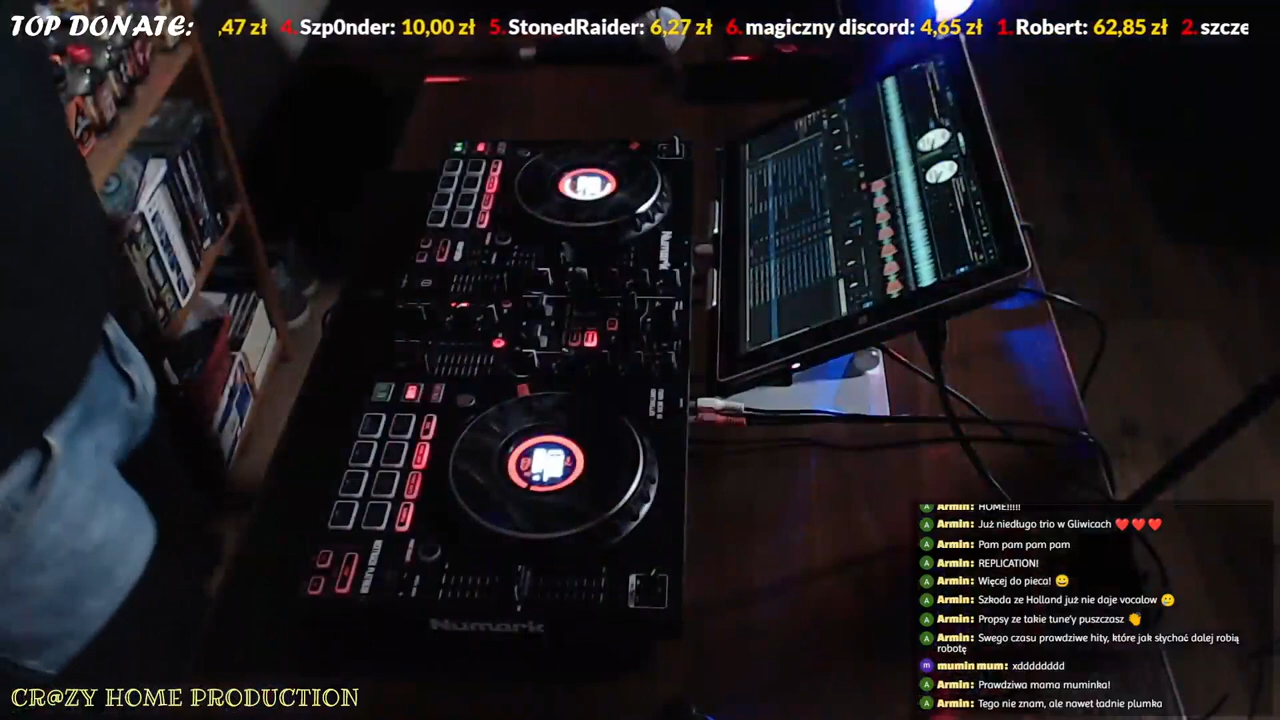 TOP DONATE: ,47 zł 4. Szp0nder: 10,00 zł 5. StonedRaider: 6,27 zł 6. magiczny discord: 4,65 zł 1. Robert: 62,85 zł 2. szcze
Numark
Numark
A Armin: HOME!!!!!
A Armin: Już niedługo trio w Gliwicach ❤️❤️❤️
A Armin: Pam pam pam pam
A Armin: REPLICATION!
A Armin: Więcej do pieca! 😀
A Armin: Szkoda ze Holland już nie daje vocalow 🙂
A Armin: Propsy ze takie tune'y puszczasz 👏
A Armin: Swego czasu prawdziwe hity, które jak słychać dalej robią
robotę
m mumin mum: xdddddddd
A Armin: Prawdziwa mama muminka!
A Armin: Tego nie znam, ale nawet ładnie plumka
CR@ZY HOME PRODUCTION